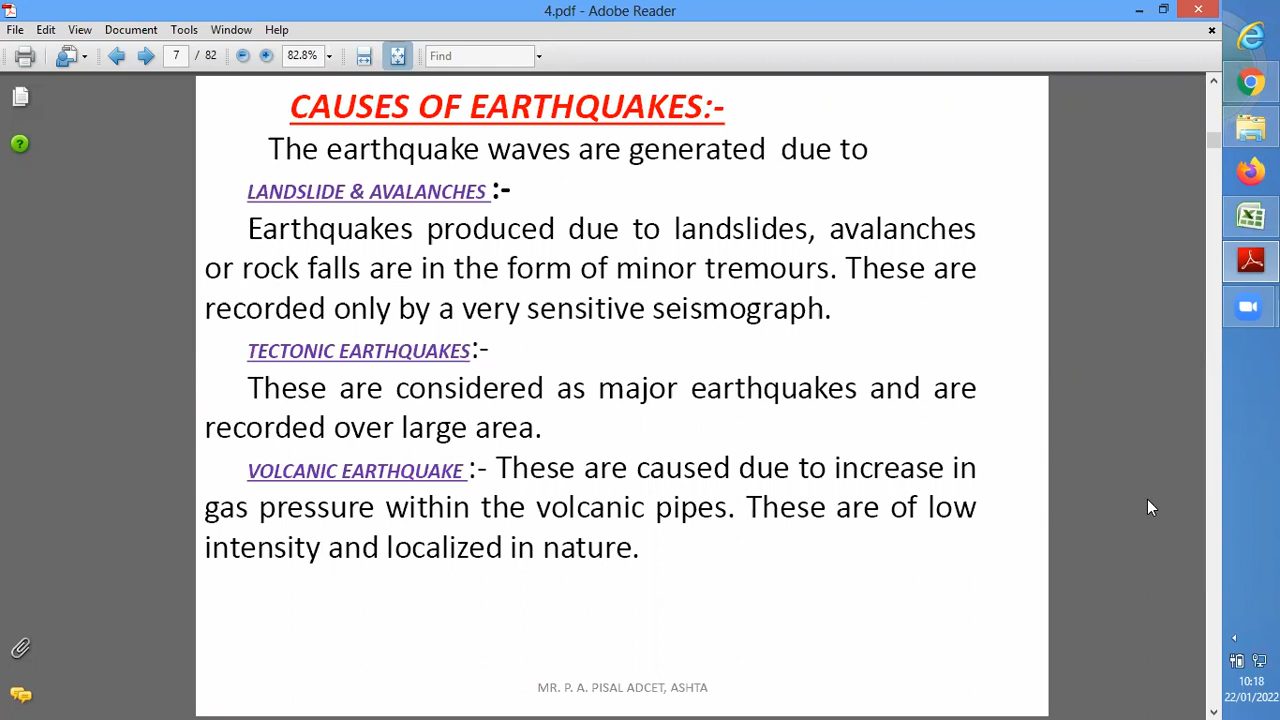 4.pdf - Adobe Reader
File Edit View Document Tools Window Help
7 / 82 82.8% Find
CAUSES OF EARTHQUAKES:-
The earthquake waves are generated due to
LANDSLIDE & AVALANCHES :-
Earthquakes produced due to landslides, avalanches
or rock falls are in the form of minor tremours. These are
recorded only by a very sensitive seismograph.
TECTONIC EARTHQUAKES:-
These are considered as major earthquakes and are
recorded over large area.
VOLCANIC EARTHQUAKE :- These are caused due to increase in
gas pressure within the volcanic pipes. These are of low
intensity and localized in nature.
MR. P. A. PISAL ADCET, ASHTA
10:18
22/01/2022